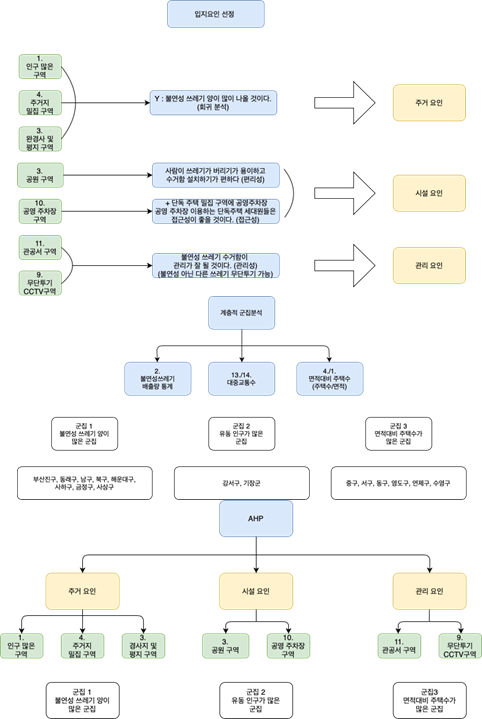 입지요인 선정
1.
인구 많은
구역
4.
주거지
밀집 구역
3.
완경사 및
평지 구역
Y : 불연성 쓰레기 양이 많이 나올 것이다.
(회귀 분석)
주거 요인
3.
공원 구역
10.
공영 주차장
구역
사람이 쓰레기가 버리기가 용이하고
수거함 설치하기가 편하다 (편리성)
+ 단독 주택 밀집 구역에 공영주차장
공영 주차장 이용하는 단독주택 세대원들은
접근성이 좋을 것이다. (접근성)
시설 요인
11.
관공서 구역
9.
무단투기
CCTV구역
불연성 쓰레기 수거함이
관리가 잘 될 것이다. (관리성)
(불연성 아닌 다른 쓰레기 무단투기 가능)
관리 요인
계층적 군집분석
2.
불연성쓰레기
배출량 통계
13./14.
대중교통수
4./1.
면적대비 주택수
(주택수/면적)
군집 1
불연성 쓰레기 양이
많은 군집
군집 2
유동 인구가 많은
군집
군집 3
면적대비 주택수가
많은 군집
부산진구, 동래구, 남구, 북구, 해운대구,
사하구, 금정구, 사상구
강서구, 기장군
중구, 서구, 동구, 영도구, 연제구, 수영구
AHP
주거 요인
시설 요인
관리 요인
1.
인구 많은
구역
4.
주거지
밀집 구역
3.
경사지 및
평지 구역
3.
공원 구역
10.
공영 주차장
구역
11.
관공서 구역
9.
무단투기
CCTV구역
군집 1
불연성 쓰레기 양이
많은 군집
군집 2
유동 인구가 많은
군집
군집3
면적대비 주택수가
많은 군집